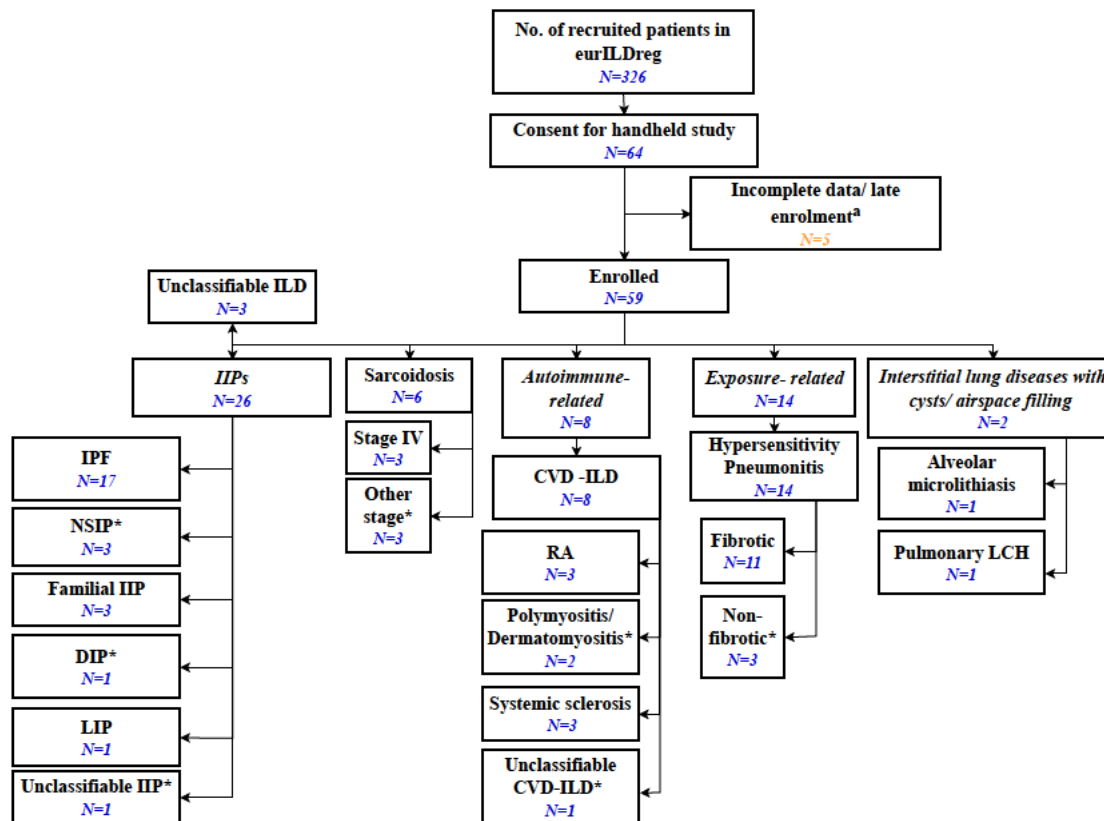 No. of recruited patients in
eurILDreg
N=326
Consent for handheld study
N=64
Incomplete data/ late
enrolmentᵃ
N=5
Enrolled
N=59
Unclassifiable ILD
N=3
IIPs
N=26
IPF
N=17
NSIP*
N=3
Familial IIP
N=3
DIP*
N=1
LIP
N=1
Unclassifiable IIP*
N=1
Sarcoidosis
N=6
Stage IV
N=3
Other
stage*
N=3
Autoimmune-
related
N=8
CVD -ILD
N=8
RA
N=3
Polymyositis/
Dermatomyositis*
N=2
Systemic sclerosis
N=3
Unclassifiable
CVD-ILD*
N=1
Exposure- related
N=14
Hypersensitivity
Pneumonitis
N=14
Fibrotic
N=11
Non-
fibrotic*
N=3
Interstitial lung diseases with
cysts/ airspace filling
N=2
Alveolar
microlithiasis
N=1
Pulmonary LCH
N=1